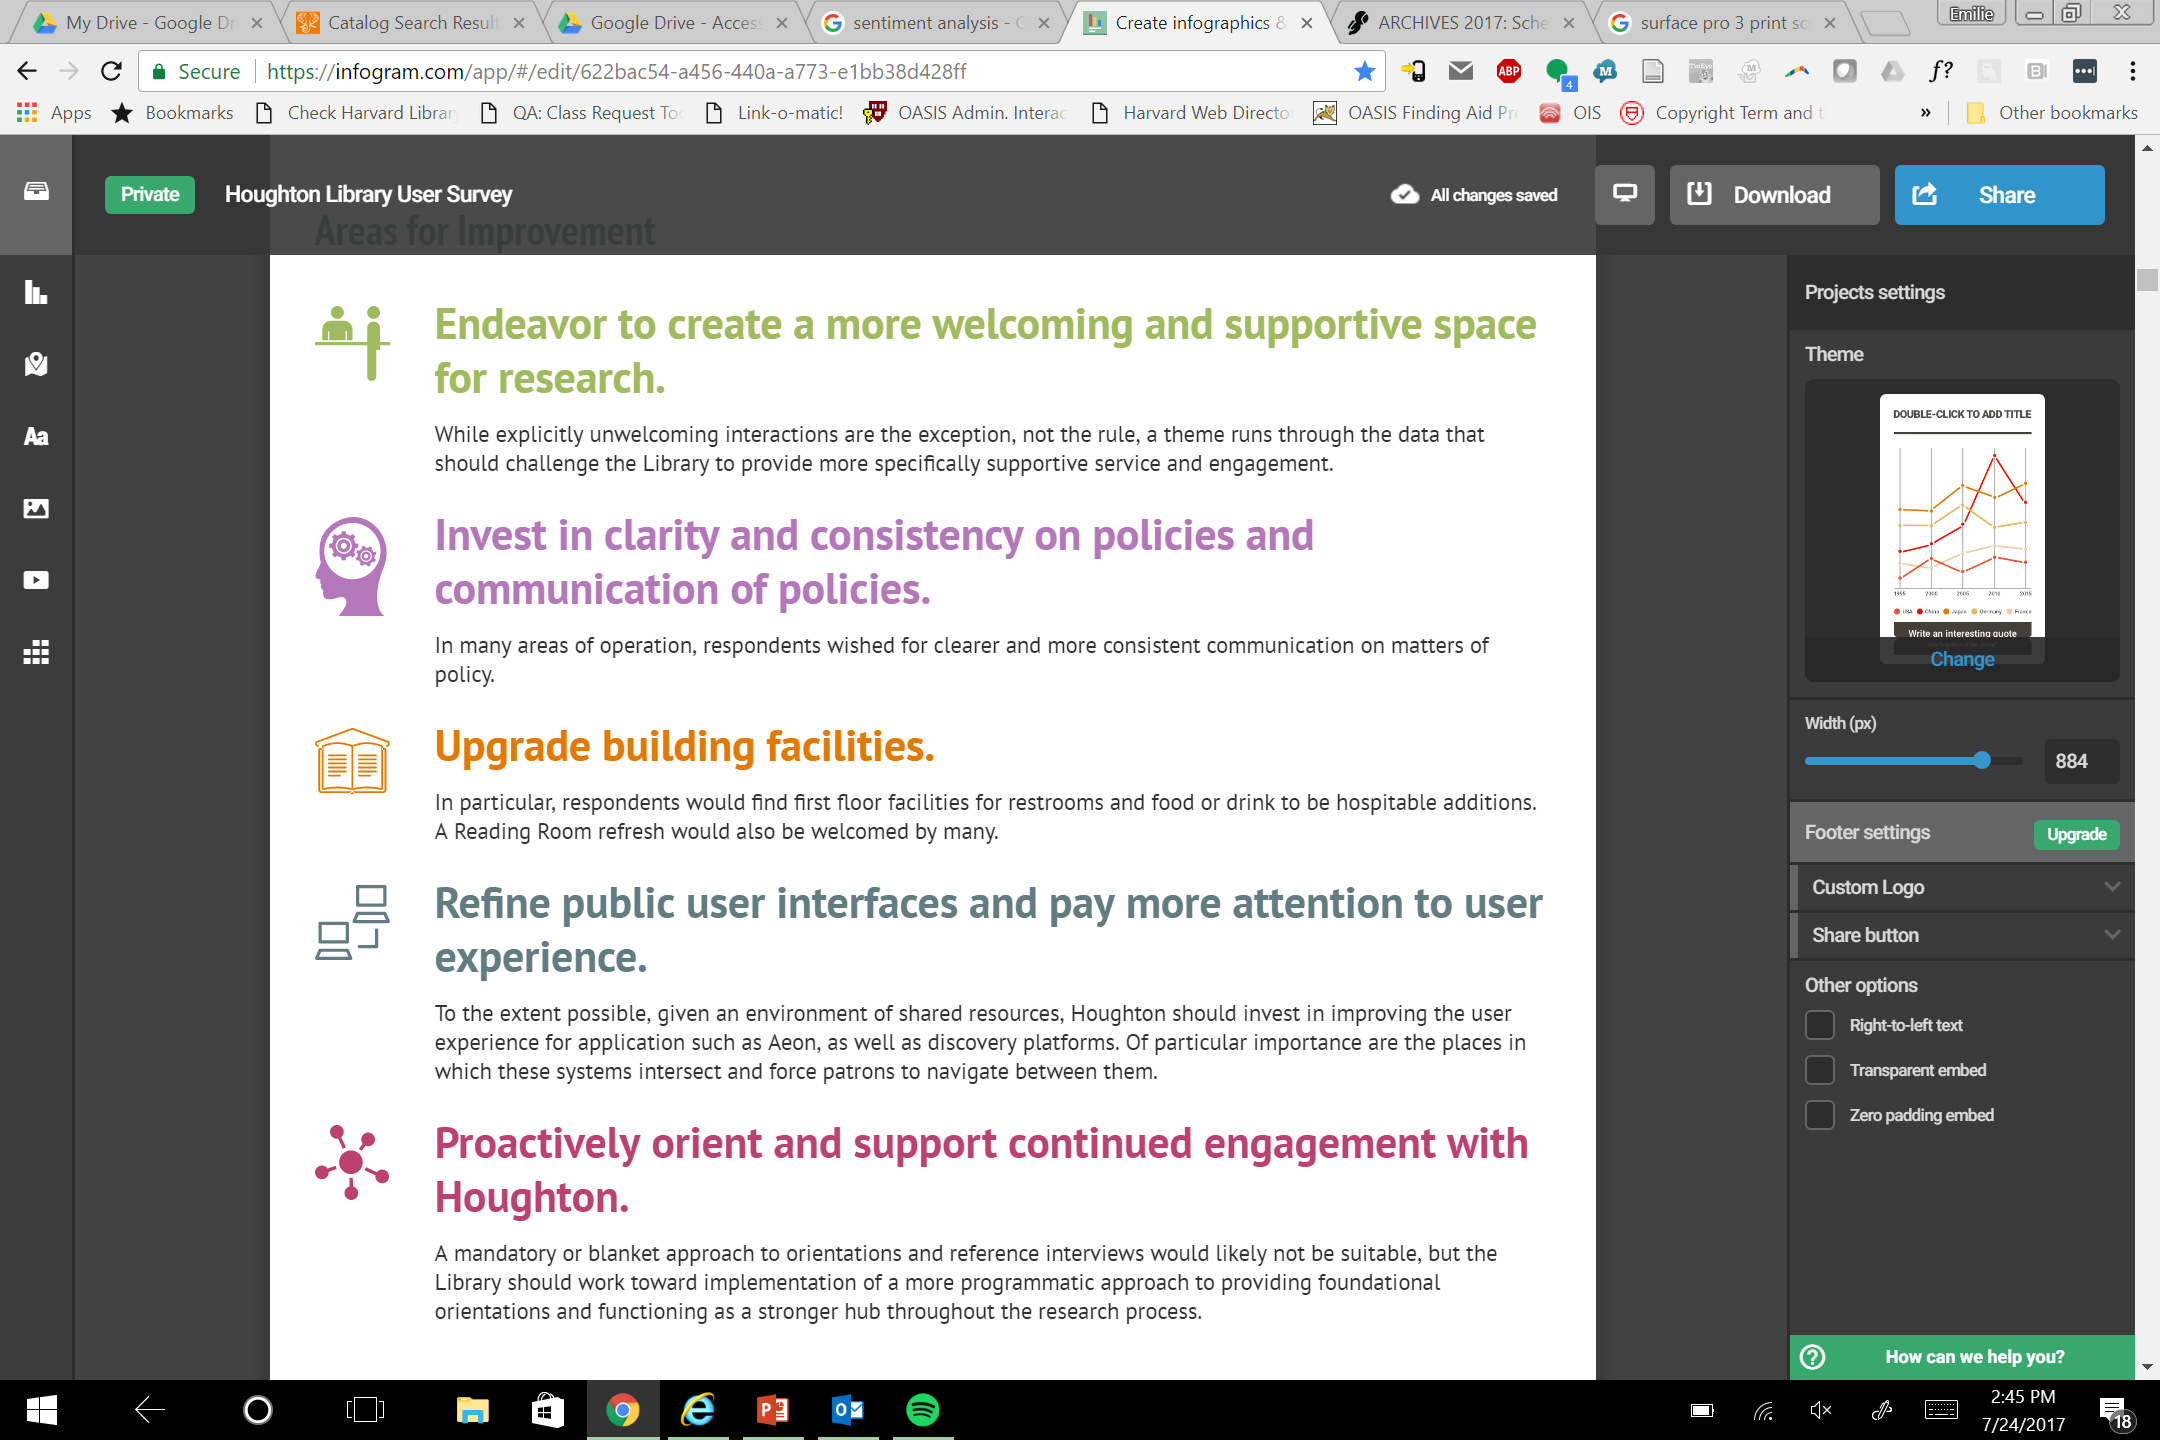 My Drive - Google Dr
Catalog Search Result
Google Drive - Acces
sentiment analysis - G
Create infographics &
ARCHIVES 2017: Sche
surface pro 3 print sc
Emilie
Secure https://infogram.com/app/#/edit/622bac54-a456-440a-a773-e1bb38d428ff
ABP
4
M
f?
Apps Bookmarks Check Harvard Librar QA: Class Request To Link-o-matic! OASIS Admin. Interac Harvard Web Directo OASIS Finding Aid Pr OIS Copyright Term and t » Other bookmarks
Private Houghton Library User Survey All changes saved Download Share
Areas for Improvement
Aa
Endeavor to create a more welcoming and supportive space
for research.
While explicitly unwelcoming interactions are the exception, not the rule, a theme runs through the data that
should challenge the Library to provide more specifically supportive service and engagement.
Invest in clarity and consistency on policies and
communication of policies.
In many areas of operation, respondents wished for clearer and more consistent communication on matters of
policy.
Upgrade building facilities.
In particular, respondents would find first floor facilities for restrooms and food or drink to be hospitable additions.
A Reading Room refresh would also be welcomed by many.
Refine public user interfaces and pay more attention to user
experience.
To the extent possible, given an environment of shared resources, Houghton should invest in improving the user
experience for application such as Aeon, as well as discovery platforms. Of particular importance are the places in
which these systems intersect and force patrons to navigate between them.
Proactively orient and support continued engagement with
Houghton.
A mandatory or blanket approach to orientations and reference interviews would likely not be suitable, but the
Library should work toward implementation of a more programmatic approach to providing foundational
orientations and functioning as a stronger hub throughout the research process.
Projects settings
Theme
DOUBLE-CLICK TO ADD TITLE
1995 2000 2005 2010 2015
USA China Japan Germany France
Write an interesting quote
Change
Width (px)
884
Footer settings Upgrade
Custom Logo
Share button
Other options
Right-to-left text
Transparent embed
Zero padding embed
How can we help you?
2:45 PM
7/24/2017
18